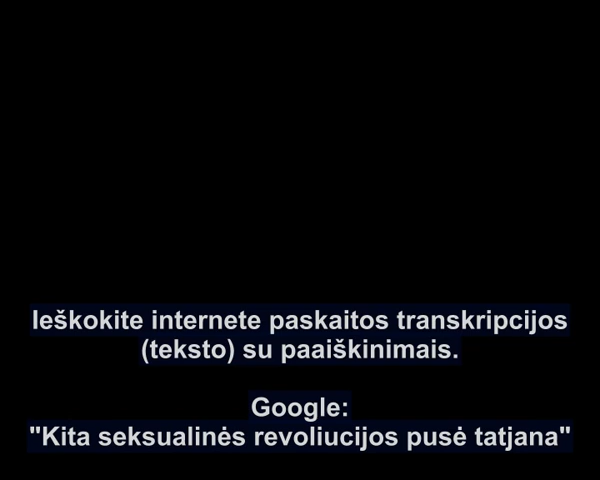 Ieškokite internete paskaitos transkripcijos
(teksto) su paaiškinimais.
Google:
"Kita seksualinės revoliucijos pusė tatjana"